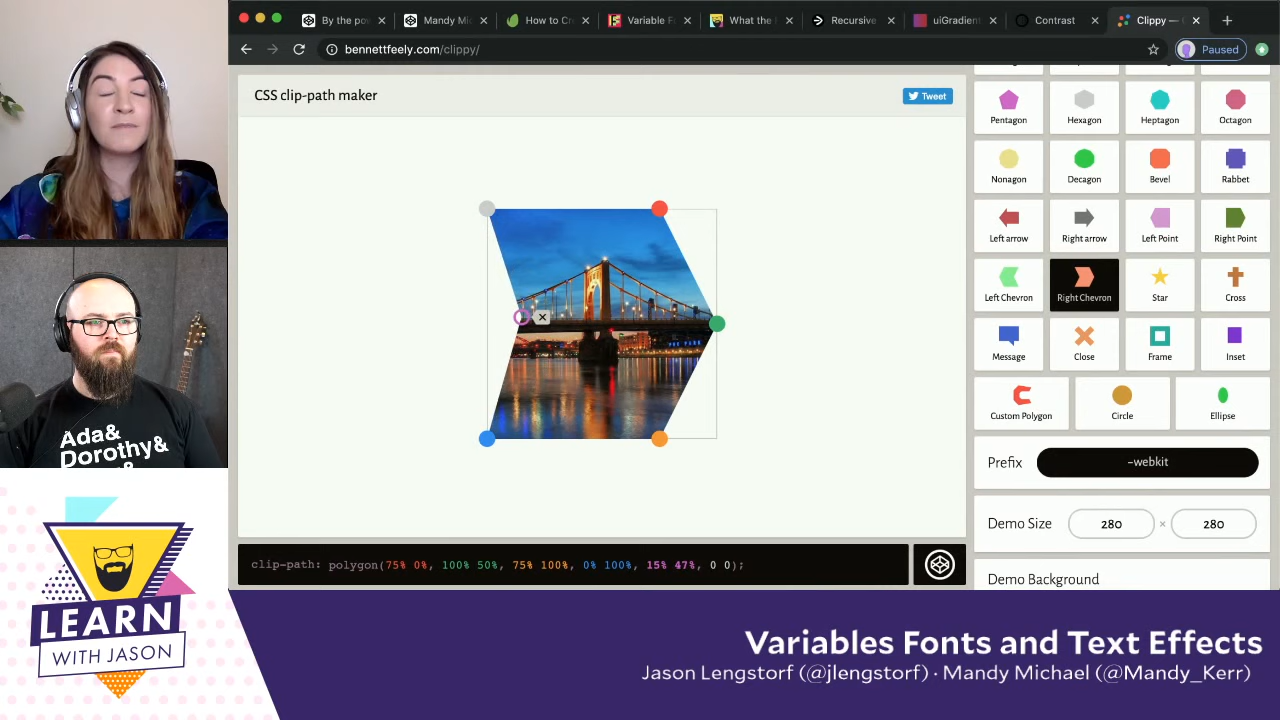 By the po
Mandy Mi
How to Cr
Variable F
What the
Recursive
uiGradient
Contrast
Clippy —
bennettfeely.com/clippy/
Paused
CSS clip-path maker
Tweet
Pentagon
Hexagon
Heptagon
Octagon
Nonagon
Decagon
Bevel
Rabbet
Left arrow
Right arrow
Left Point
Right Point
Left Chevron
Right Chevron
Star
Cross
Message
Close
Frame
Inset
Custom Polygon
Circle
Ellipse
Prefix
-webkit
Demo Size
280 × 280
Demo Background
clip-path: polygon(75% 0%, 100% 50%, 75% 100%, 0% 100%, 15% 47%, 0 0);
Ada&
Dorothy&
LEARN
WITH JASON
Variables Fonts and Text Effects
Jason Lengstorf (@jlengstorf) · Mandy Michael (@Mandy_Kerr)